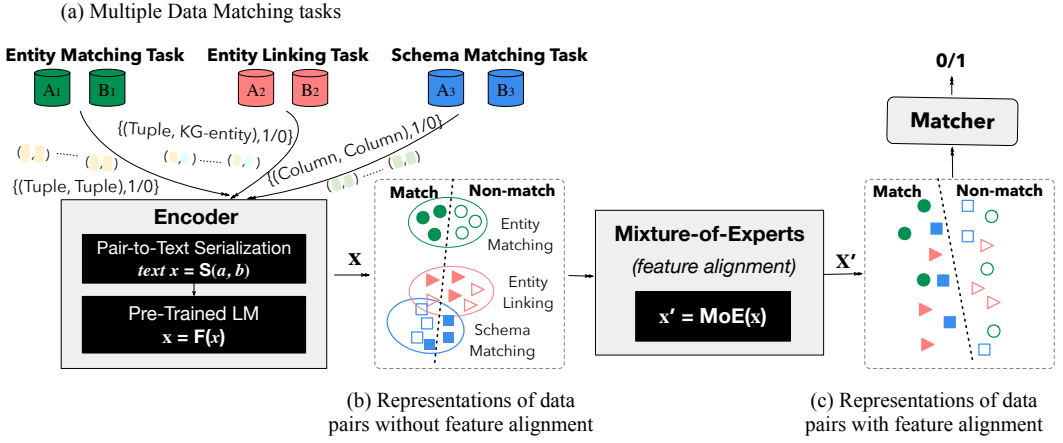 (a) Multiple Data Matching tasks
Entity Matching Task
Entity Linking Task
Schema Matching Task
A1 B1
A2 B2
A3 B3
0/1
Matcher
{(Tuple, KG-entity),1/0}
{(Column, Column),1/0}
( , ) ...... ( , )
( , ) ...... ( , )
( , ) ...... ( , )
{(Tuple, Tuple),1/0}
Encoder
Pair-to-Text Serialization
text x = S(a, b)
Pre-Trained LM
x = F(x)
x
Match
Non-match
Entity
Matching
Entity
Linking
Schema
Matching
Mixture-of-Experts
(feature alignment)
x' = MoE(x)
x'
Match
Non-match
(b) Representations of data
pairs without feature alignment
(c) Representations of data
pairs with feature alignment